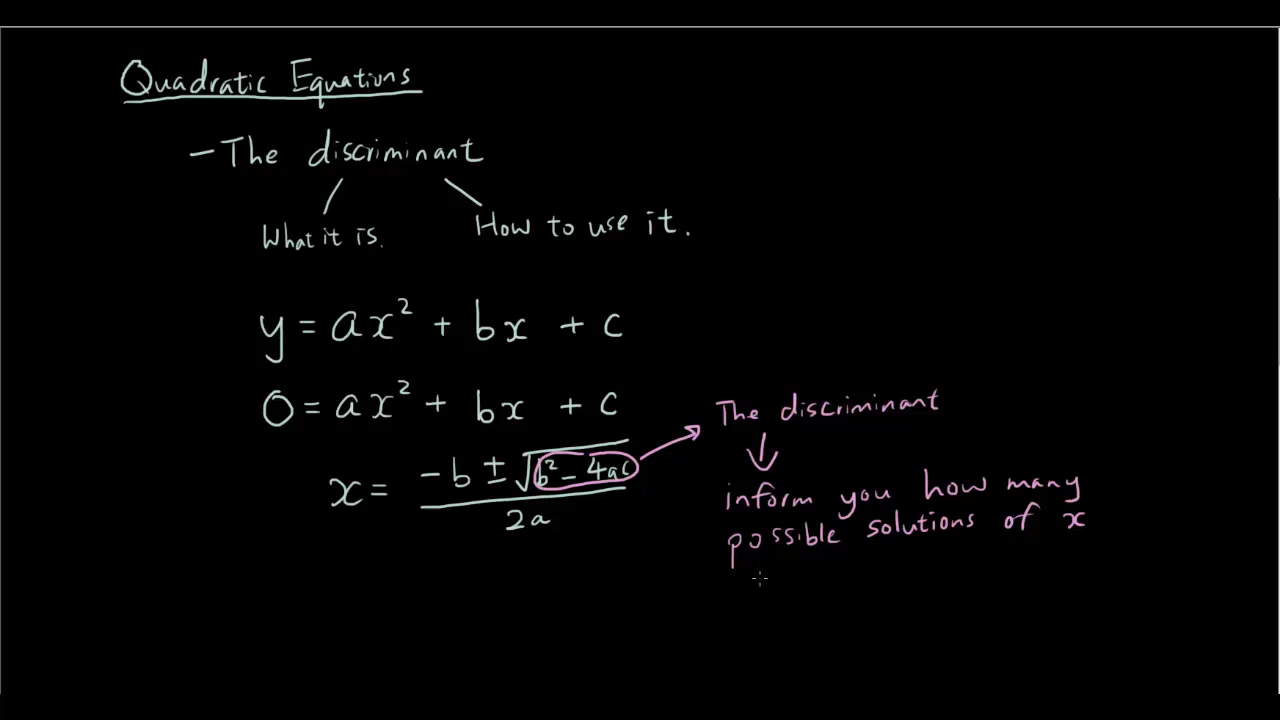 Quadratic Equations
- The discriminant
What it is.
How to use it.
y = ax² + bx + c
0 = ax² + bx + c
The discriminant
x = (-b ± √(b² - 4ac))/2a
inform you how many
possible solutions of x